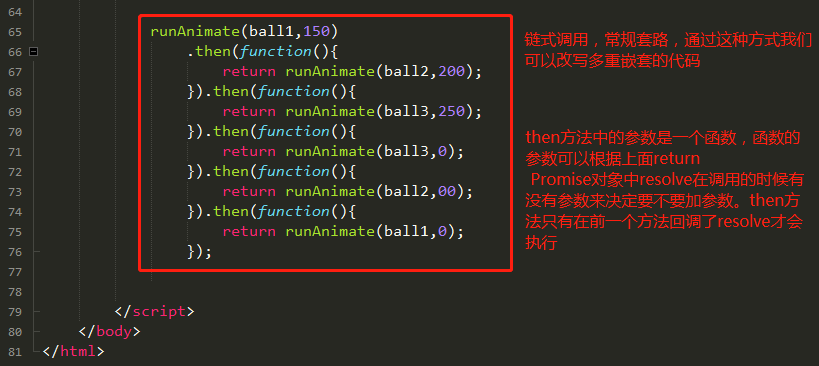 64
65 runAnimate(ball1,150)
66 .then(function(){
67 return runAnimate(ball2,200);
68 }).then(function(){
69 return runAnimate(ball3,250);
70 }).then(function(){
71 return runAnimate(ball3,0);
72 }).then(function(){
73 return runAnimate(ball2,00);
74 }).then(function(){
75 return runAnimate(ball1,0);
76 });
77
78
79 </script>
80 </body>
81 </html>
链式调用，常规套路，通过这种方式我们
可以改写多重嵌套的代码
then方法中的参数是一个函数，函数的
参数可以根据上面return
Promise对象中resolve在调用的时候有
没有参数来决定要不要加参数。then方
法只有在前一个方法回调了resolve才会
执行